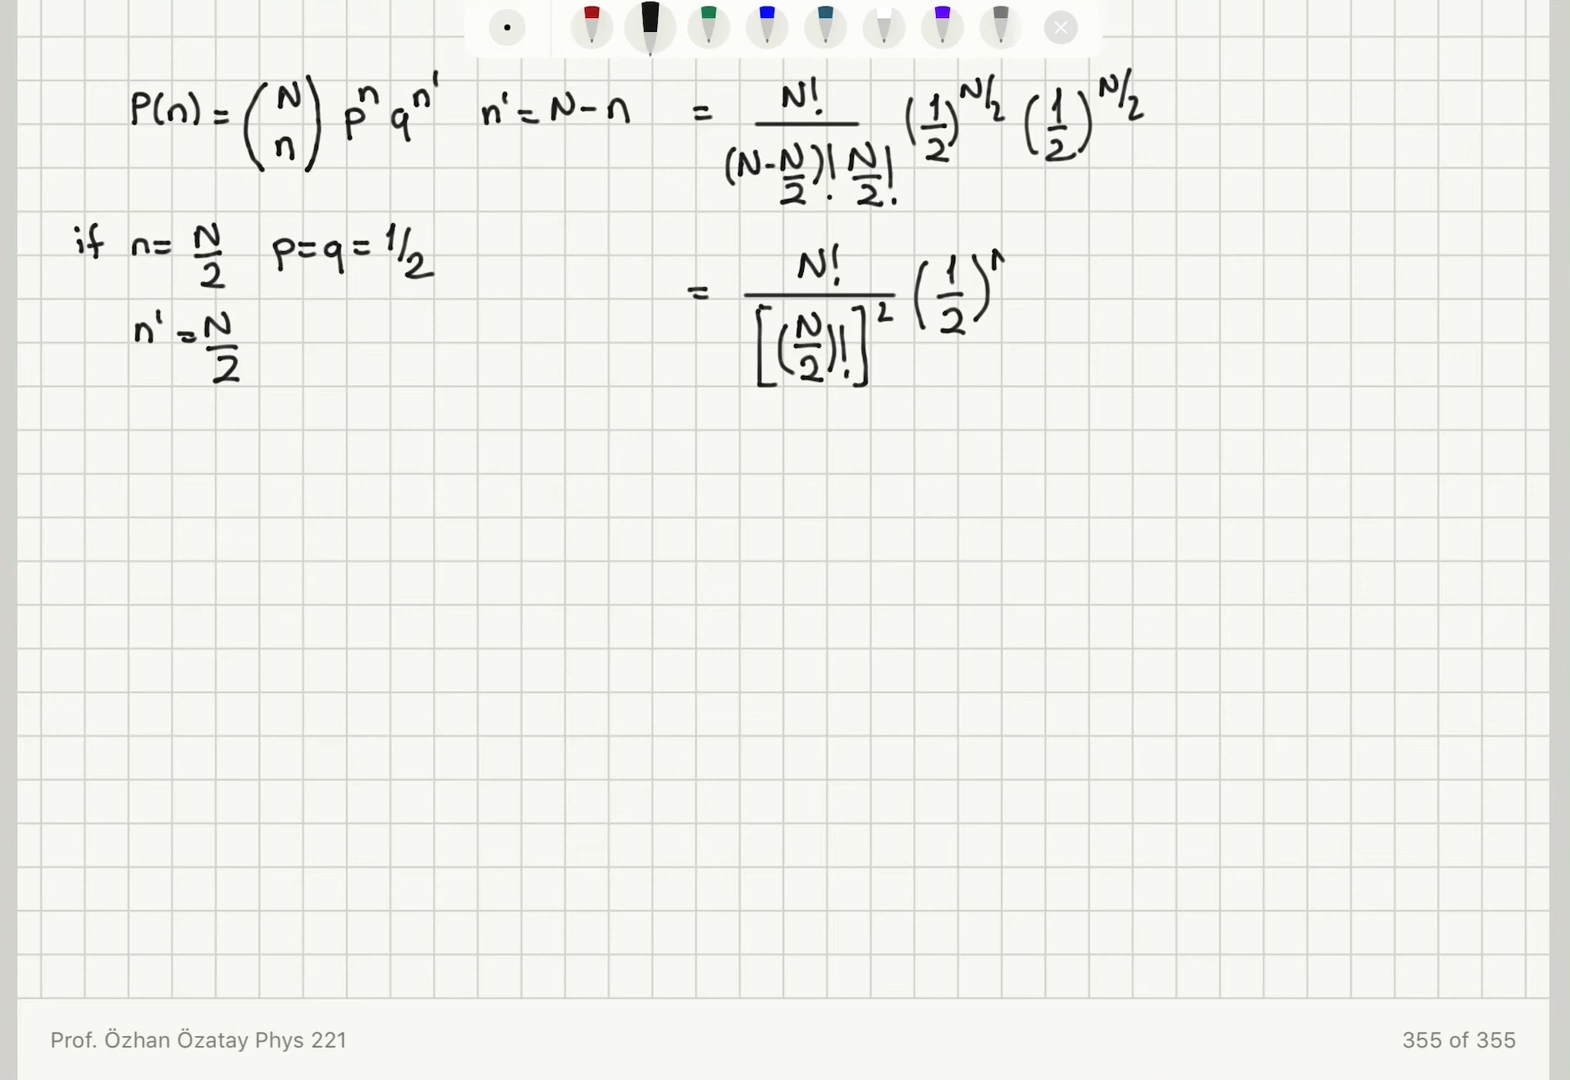 P(n) = (N n) p^n q^n' n' = N - n = N! / (N - N/2)! N/2! (1/2)^N/2 (1/2)^N/2
if n = N/2 p = q = 1/2
n' = N/2
= N! / [(N/2)!]^2 (1/2)
Prof. Özhan Özatay Phys 221
355 of 355